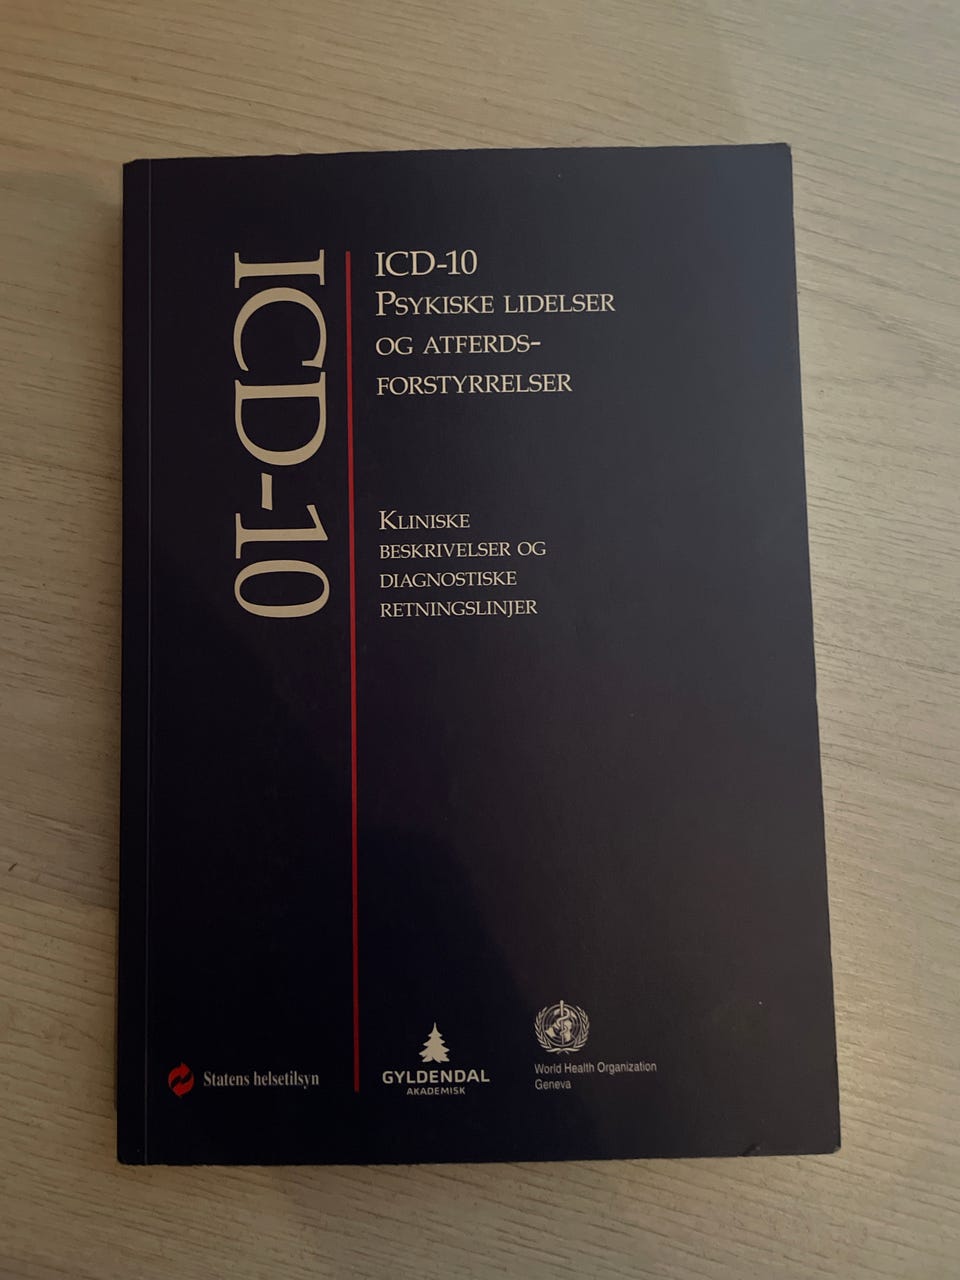 ICD-10
ICD-10
PSYKISKE LIDELSER
OG ATFERDS-
FORSTYRRELSER
KLINISKE
BESKRIVELSER OG
DIAGNOSTISKE
RETNINGSLINJER
Statens helsetilsyn
GYLDENDAL
AKADEMISK
World Health Organization
Geneva